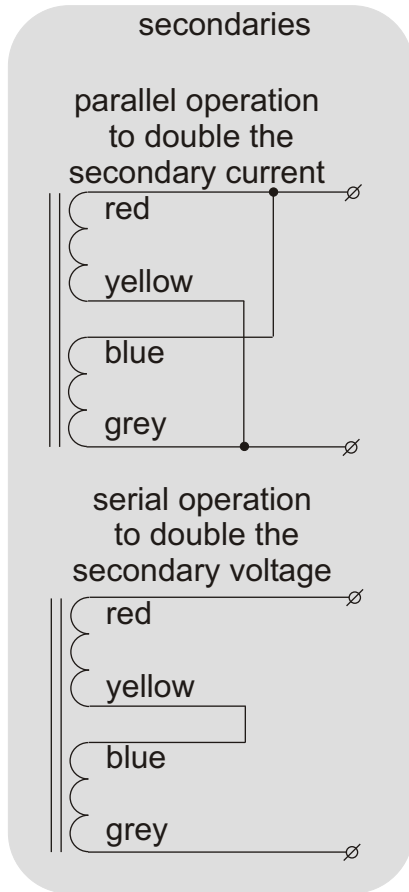 secondaries
parallel operation
to double the
secondary current
red
yellow
blue
grey
serial operation
to double the
secondary voltage
red
yellow
blue
grey